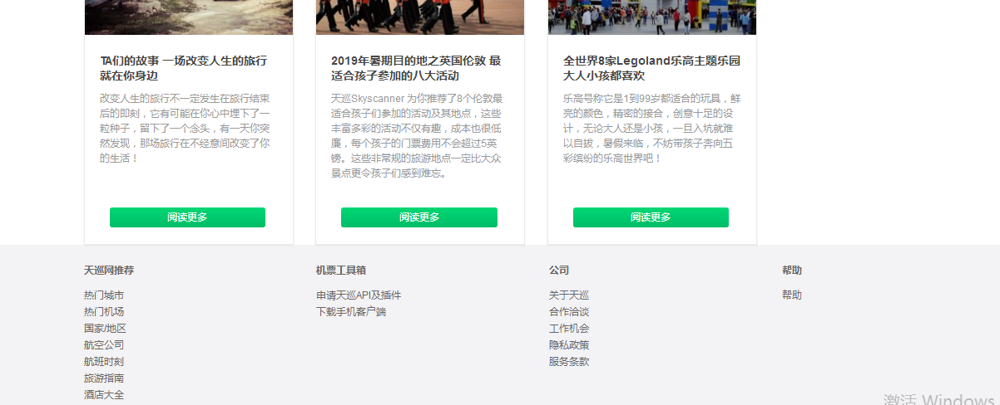 TA们的故事 一场改变人生的旅行
就在你身边
改变人生的旅行不一定发生在旅行结束
后的即刻，它有可能在你心中埋下了一
粒种子，留下了一个念头，有一天你突
然发现，那场旅行在不经意间改变了你
的生活！
阅读更多
2019年暑期目的地之英国伦敦 最
适合孩子参加的八大活动
天巡Skyscanner 为你推荐了8个伦敦最
适合孩子们参加的活动及其地点，这些
丰富多彩的活动不仅有趣，成本也很低
廉，每个孩子的门票费用不会超过5英
镑。这些非常规的旅游地点一定比大众
景点更令孩子们感到难忘。
阅读更多
全世界8家Legoland乐高主题乐园
大人小孩都喜欢
乐高号称它是1到99岁都适合的玩具，鲜
亮的颜色，精密的接合，创意十足的设
计，无论大人还是小孩，一旦入坑就难
以自拔，暑假来临，不妨带孩子奔向五
彩缤纷的乐高世界吧！
阅读更多
天巡网推荐
热门城市
热门机场
国家/地区
航空公司
航班时刻
旅游指南
酒店大全
机票工具箱
申请天巡API及插件
下载手机客户端
公司
关于天巡
合作洽谈
工作机会
隐私政策
服务条款
帮助
帮助
激活 Windows